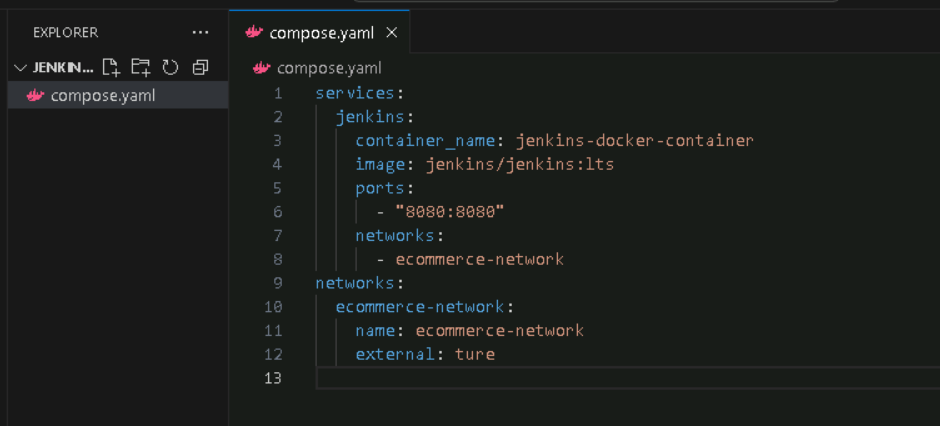 EXPLORER
JENKIN...
compose.yaml
compose.yaml
compose.yaml
1 services:
2 jenkins:
3 container_name: jenkins-docker-container
4 image: jenkins/jenkins:lts
5 ports:
6 - "8080:8080"
7 networks:
8 - ecommerce-network
9 networks:
10 ecommerce-network:
11 name: ecommerce-network
12 external: ture
13